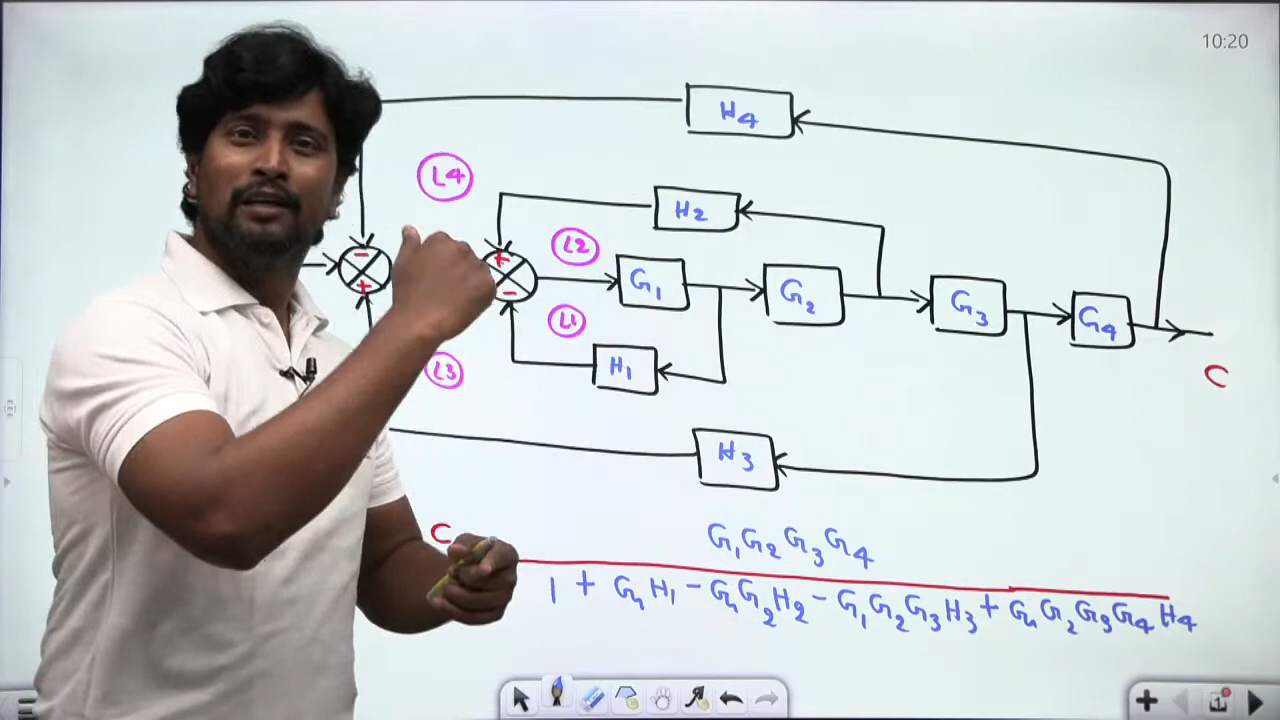 10:20
H4
L4
H2
+
L2
-
+
-
G1
G2
G3
G4
L1
H1
L3
C
H3
C
G1G2G3G4
1 + G1H1 - G1G2H2 - G1G2G3H3 + G1G2G3G4H4